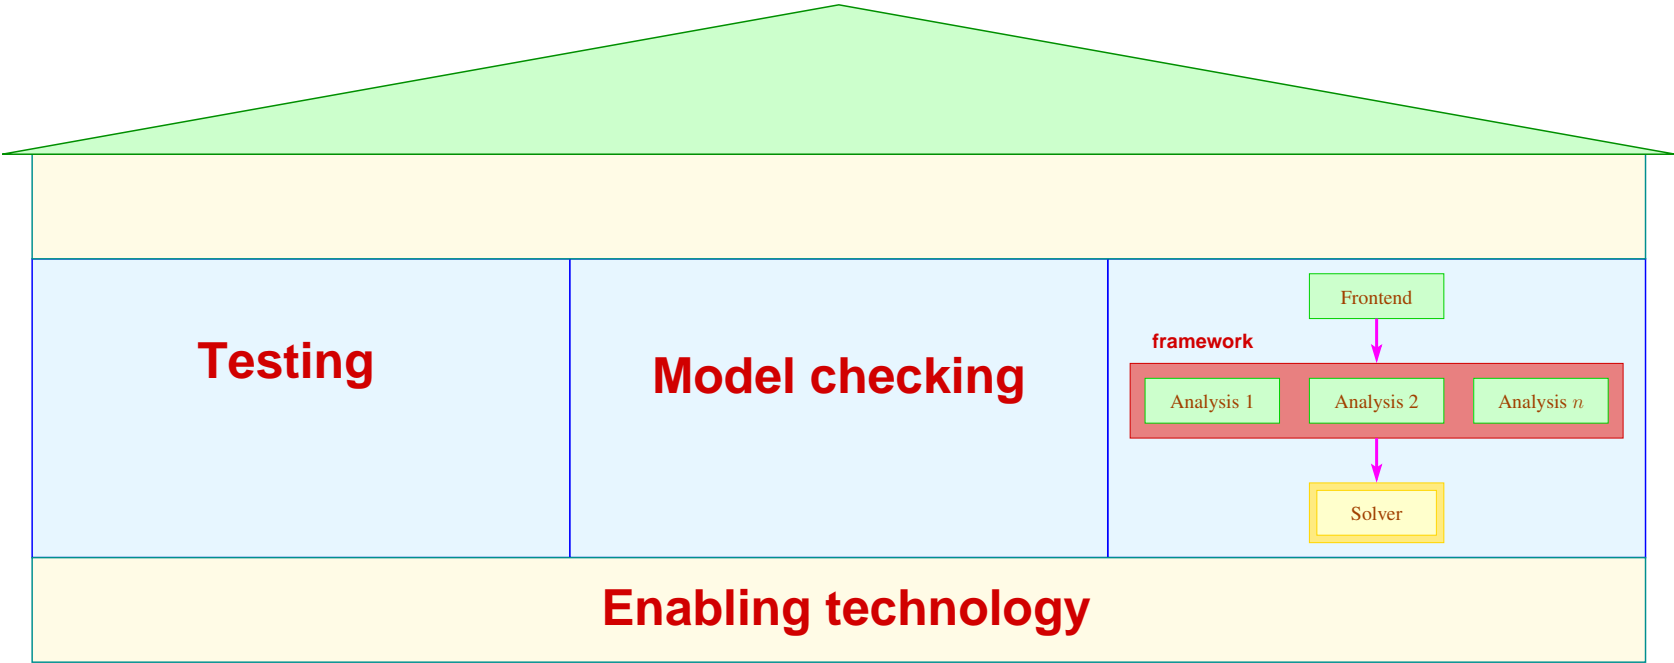 Testing
Model checking
Frontend
framework
Analysis 1
Analysis 2
Analysis n
Solver
Enabling technology